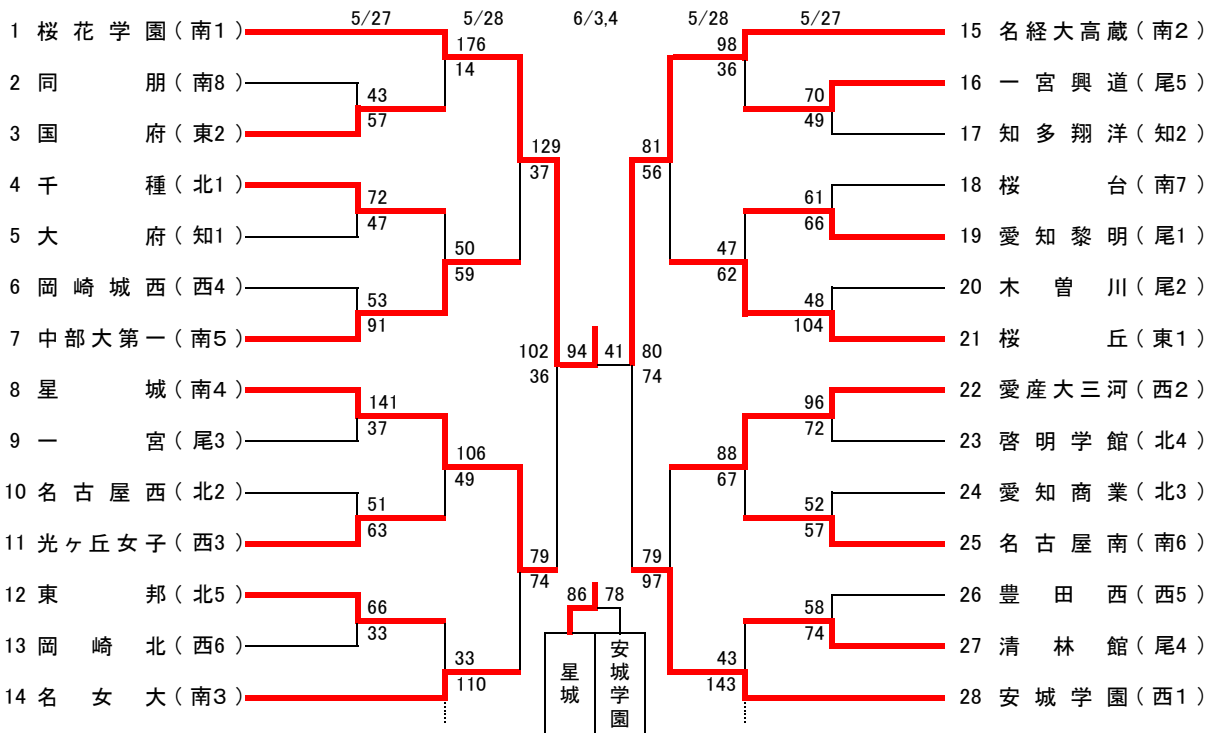 5/27 5/28 6/3,4 5/28 5/27
1 桜花学園(南1) 176 98 15 名経大高蔵(南2)
14 36
2 同朋(南8) 43 70 16 一宮興道(尾5)
57 49
3 国府(東2) 129 81 17 知多翔洋(知2)
37 56
4 千種(北1) 72 61 18 桜台(南7)
47 66
5 大府(知1) 50 47 19 愛知黎明(尾1)
59 62
6 岡崎城西(西4) 53 48 20 木曽川(尾2)
91 104
7 中部大第一(南5) 102 94 41 80 21 桜丘(東1)
36 74
8 星城(南4) 141 96 22 愛産大三河(西2)
37 72
9 一宮(尾3) 106 88 23 啓明学館(北4)
49 67
10 名古屋西(北2) 51 52 24 愛知商業(北3)
63 57
11 光ヶ丘女子(西3) 79 79 25 名古屋南(南6)
74 97
12 東邦(北5) 66 86 78 58 26 豊田西(西5)
33 74
13 岡崎北(西6) 33 星城 安城学園 43 27 清林館(尾4)
110 143
14 名女大(南3) 28 安城学園(西1)